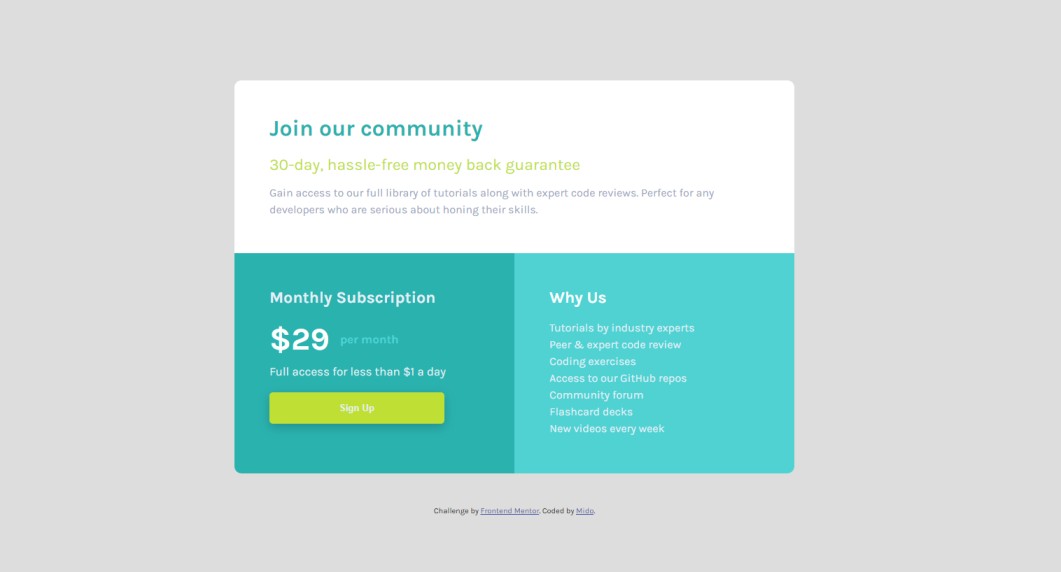 Join our community
30-day, hassle-free money back guarantee
Gain access to our full library of tutorials along with expert code reviews. Perfect for any
developers who are serious about honing their skills.
Monthly Subscription
$29 per month
Full access for less than $1 a day
Sign Up
Why Us
Tutorials by industry experts
Peer & expert code review
Coding exercises
Access to our GitHub repos
Community forum
Flashcard decks
New videos every week
Challenge by Frontend Mentor. Coded by Mido.